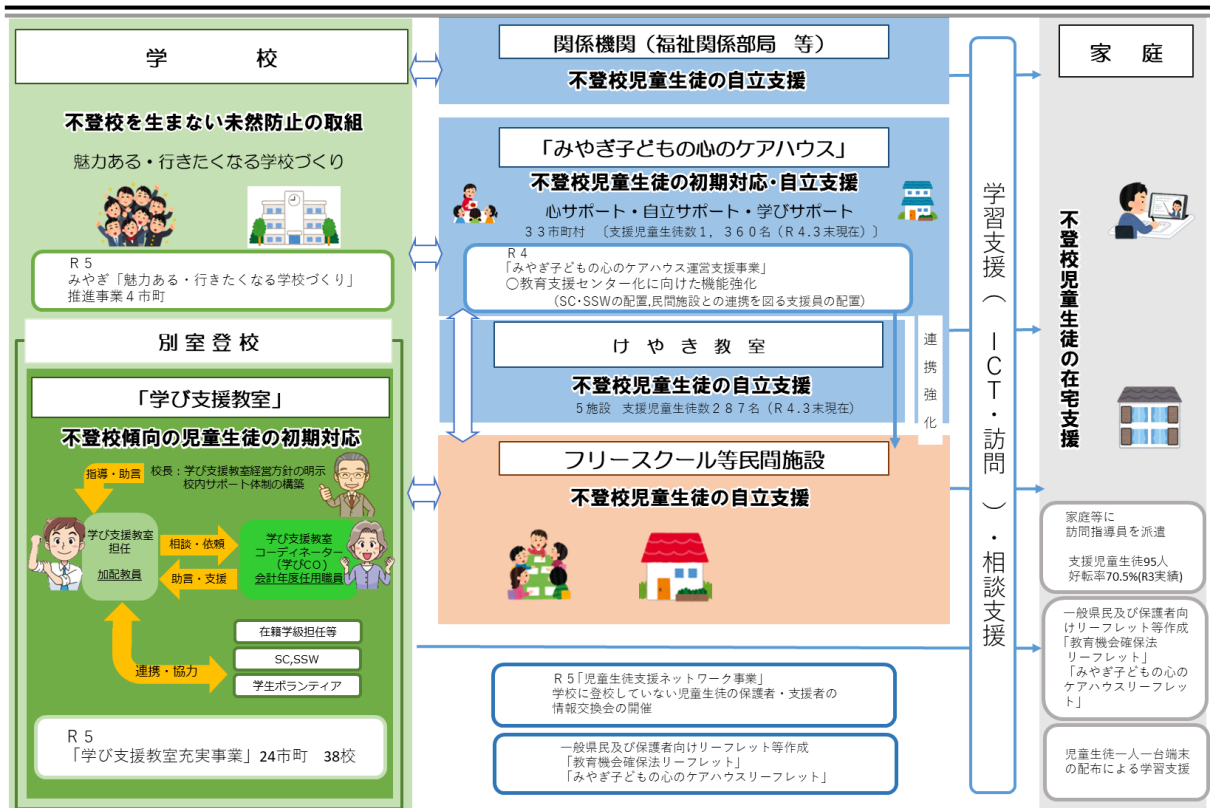 学　校
不登校を生まない未然防止の取組
魅力ある・行きたくなる学校づくり
Ｒ５
みやぎ「魅力ある・行きたくなる学校づくり」
推進事業４市町
別室登校
「学び支援教室」
不登校傾向の児童生徒の初期対応
指導・助言
校長：学び支援教室経営方針の明示
校内サポート体制の構築
学び支援教室
担任
加配教員
相談・依頼
助言・支援
学び支援教室
コーディネーター
（学びCO）
会計年度任用職員
連携・協力
在籍学級担任等
SC,SSW
学生ボランティア
Ｒ５
「学び支援教室充実事業」24市町　38校
関係機関（福祉関係部局　等）
不登校児童生徒の自立支援
「みやぎ子どもの心のケアハウス」
不登校児童生徒の初期対応・自立支援
心サポート・自立サポート・学びサポート
３３市町村　〔支援児童生徒数１，３６０名（Ｒ４.３末現在）〕
Ｒ４
「みやぎ子どもの心のケアハウス運営支援事業」
〇教育支援センター化に向けた機能強化
（SC・SSWの配置,民間施設との連携を図る支援員の配置）
けやき教室
不登校児童生徒の自立支援
５施設　支援児童生徒数２８７名（Ｒ４.３末現在）
連携強化
フリースクール等民間施設
不登校児童生徒の自立支援
Ｒ５「児童生徒支援ネットワーク事業」
学校に登校していない児童生徒の保護者・支援者の
情報交換会の開催
一般県民及び保護者向けリーフレット等作成
「教育機会確保法リーフレット」
「みやぎ子どもの心のケアハウスリーフレット」
学習支援（ＩＣＴ・訪問）・相談支援
家　庭
不登校児童生徒の在宅支援
家庭等に
訪問指導員を派遣
支援児童生徒95人
好転率70.5%(R3実績)
一般県民及び保護者向
けリーフレット等作成
「教育機会確保法
リーフレット」
「みやぎ子どもの心の
ケアハウスリーフレッ
ト」
児童生徒一人一台端末
の配布による学習支援